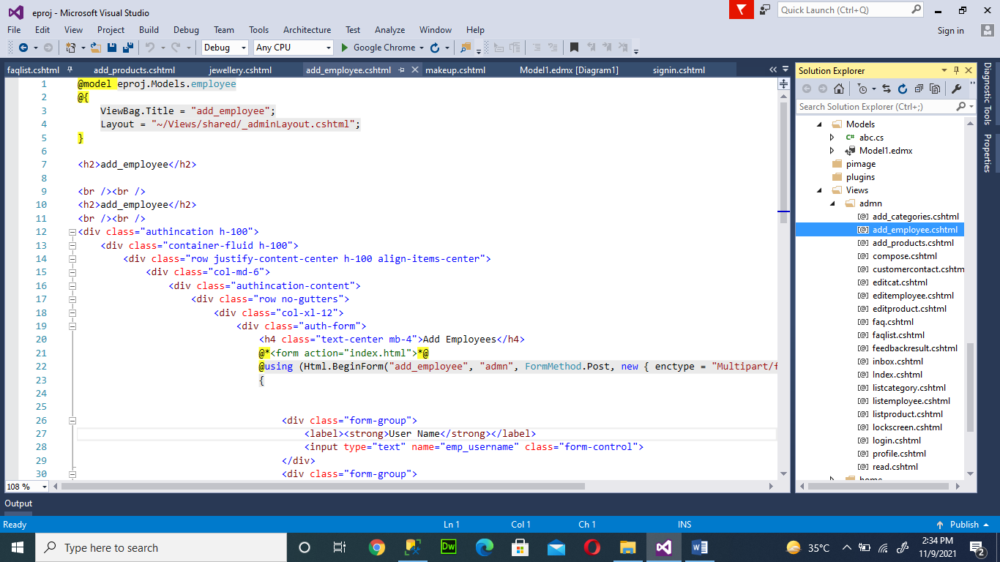 eproj - Microsoft Visual Studio
Quick Launch (Ctrl+Q)
File Edit View Project Build Debug Team Tools Architecture Test Analyze Window Help
Sign in
Debug Any CPU Google Chrome
faqlist.cshtml add_products.cshtml jewellery.cshtml add_employee.cshtml makeup.cshtml Model1.edmx [Diagram1] signin.cshtml
1 @model eproj.Models.employee
2 @{
3 ViewBag.Title = "add_employee";
4 Layout = "~/Views/shared/_adminLayout.cshtml";
5 }
6
7 <h2>add_employee</h2>
8
9 <br /><br />
10 <h2>add_employee</h2>
11 <br /><br />
12 <div class="authincation h-100">
13 <div class="container-fluid h-100">
14 <div class="row justify-content-center h-100 align-items-center">
15 <div class="col-md-6">
16 <div class="authincation-content">
17 <div class="row no-gutters">
18 <div class="col-xl-12">
19 <div class="auth-form">
20 <h4 class="text-center mb-4">Add Employees</h4>
21 @*<form action="index.html">*@
22 @using (Html.BeginForm("add_employee", "admn", FormMethod.Post, new { enctype = "Multipart/f
23 {
24
25
26 <div class="form-group">
27 <label><strong>User Name</strong></label>
28 <input type="text" name="emp_username" class="form-control">
29 </div>
30 <div class="form-group">
108 %
Solution Explorer
Search Solution Explorer (Ctrl+;)
Models
abc.cs
Model1.edmx
pimage
plugins
Views
admn
add_categories.cshtml
add_employee.cshtml
add_products.cshtml
compose.cshtml
customercontact.cshtm
editcat.cshtml
editemployee.cshtml
editproduct.cshtml
faq.cshtml
faqlist.cshtml
feedbackresult.cshtml
inbox.cshtml
Index.cshtml
listcategory.cshtml
listemployee.cshtml
listproduct.cshtml
lockscreen.cshtml
login.cshtml
profile.cshtml
read.cshtml
home
Diagnostic Tools
Properties
Output
Ready Ln 1 Col 1 Ch 1 INS Publish
Type here to search
Dw
35°C
2:34 PM
11/9/2021
2